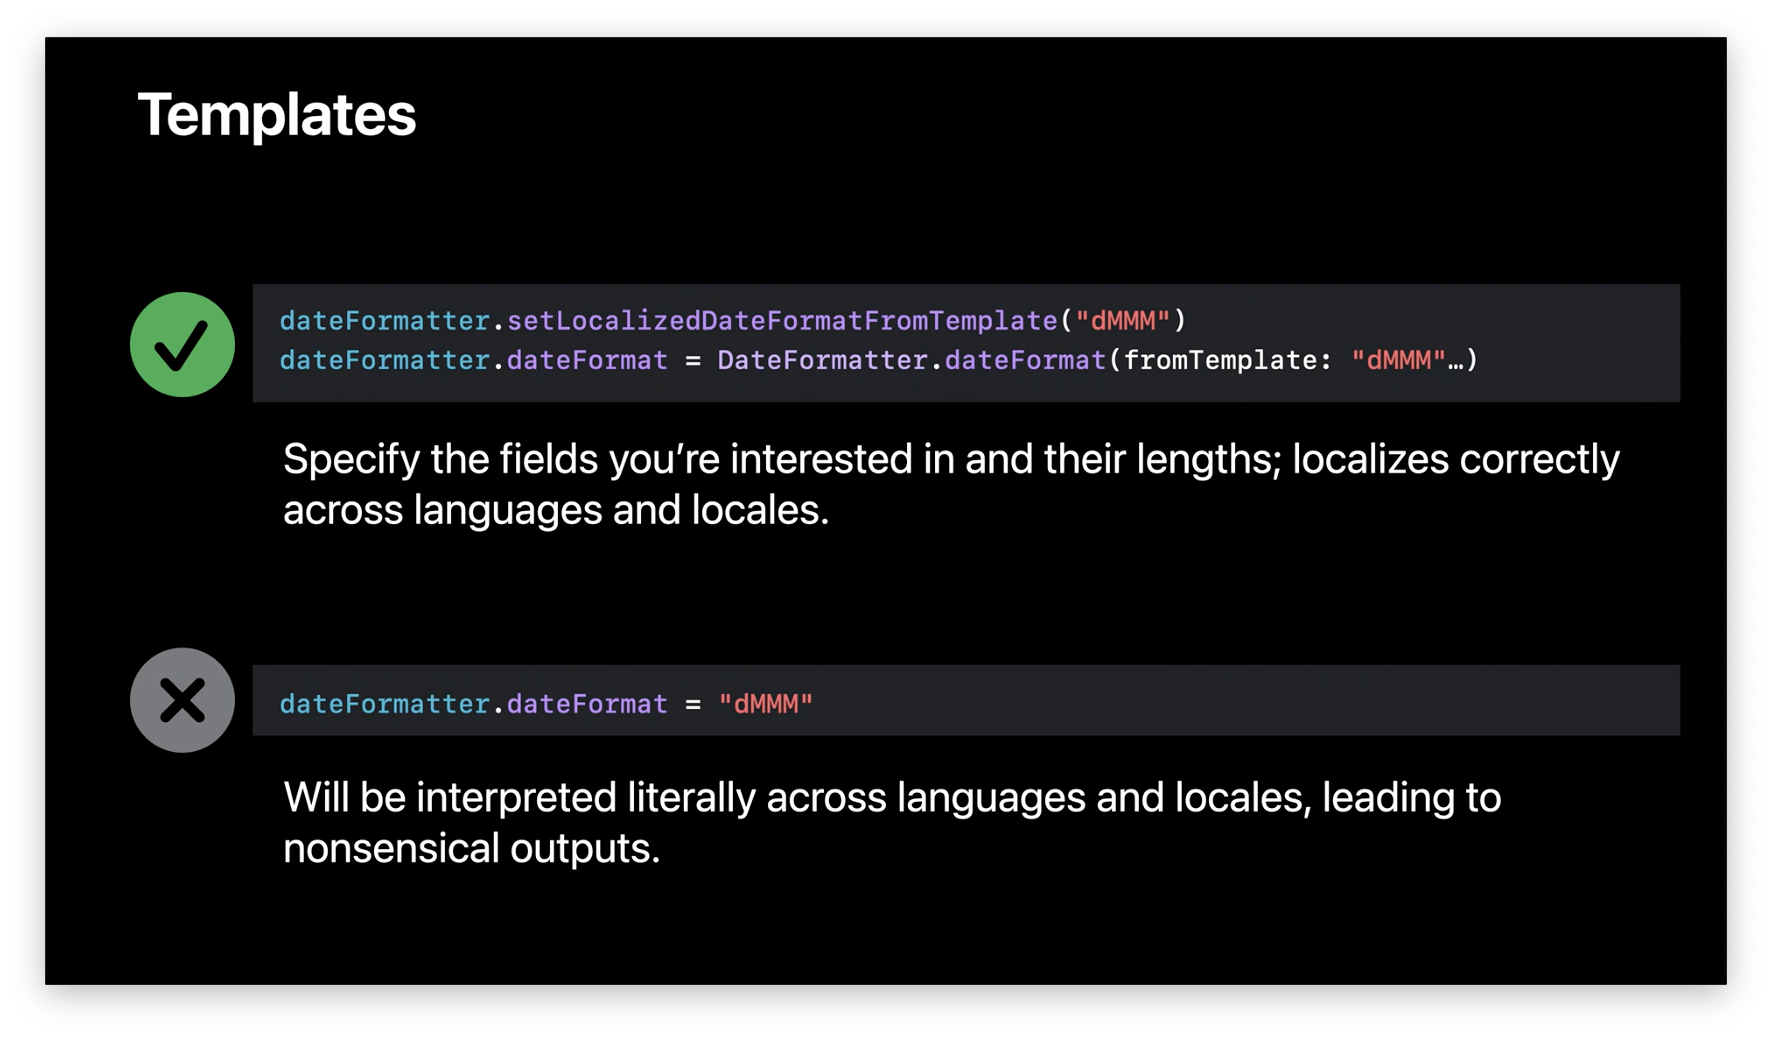 Templates
dateFormatter.setLocalizedDateFormatFromTemplate("dMMM")
dateFormatter.dateFormat = DateFormatter.dateFormat(fromTemplate: "dMMM"…)
Specify the fields you’re interested in and their lengths; localizes correctly
across languages and locales.
dateFormatter.dateFormat = "dMMM"
Will be interpreted literally across languages and locales, leading to
nonsensical outputs.